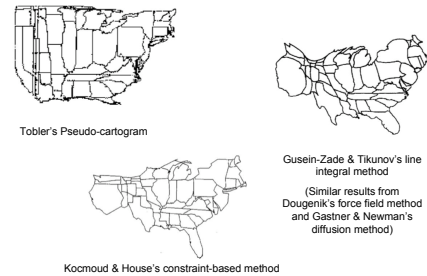 Tobler's Pseudo-cartogram
Gusein-Zade & Tikunov's line
integral method
(Similar results from
Dougenik's force field method
and Gastner & Newman's
diffusion method)
Kocmoud & House's constraint-based method